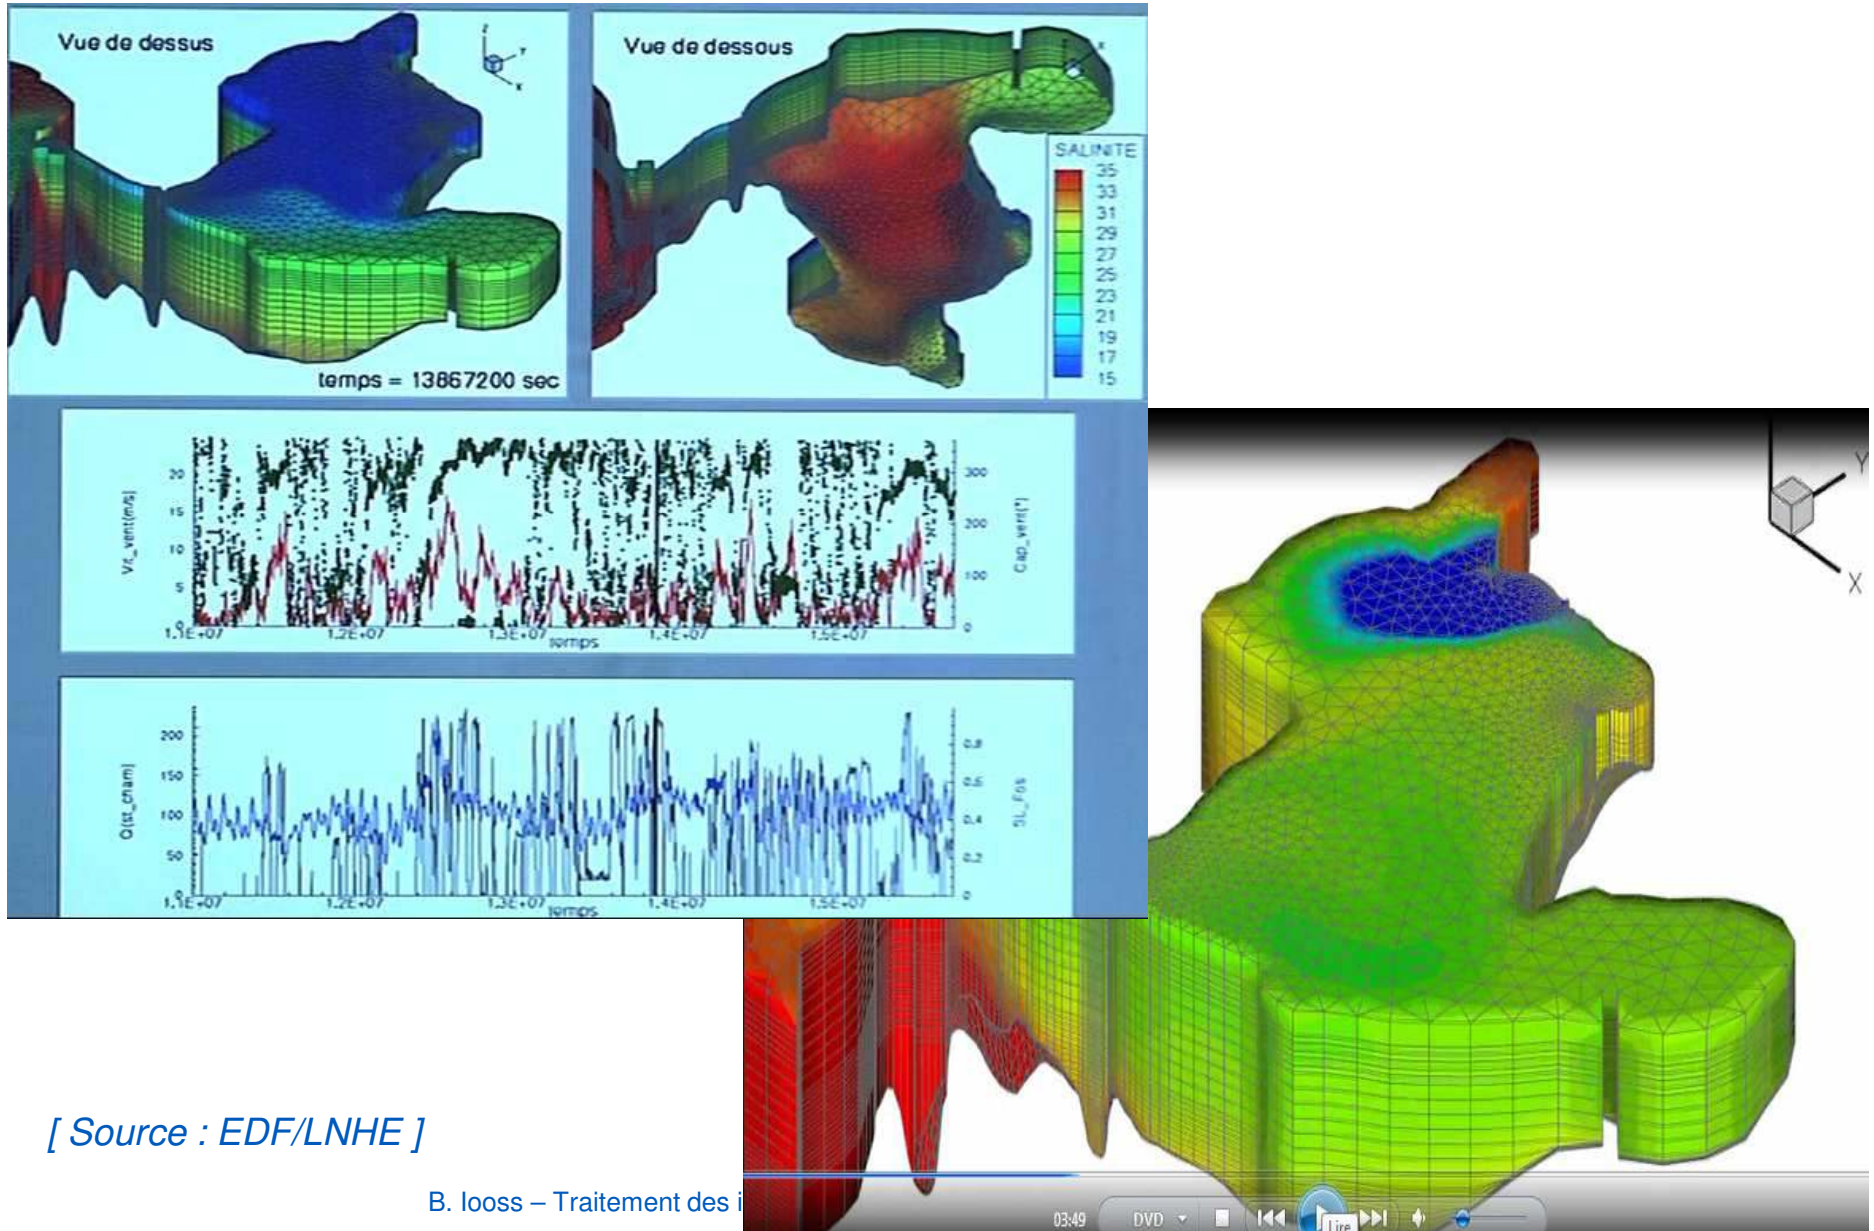 Vue de dessus
Z
Y
X
temps = 13867200 sec
Vue de dessous
X
SALINITE
35
33
31
29
27
25
23
21
19
17
15
20
15
10
5
0
Vit_vent(m/s)
300
200
100
0
Cap_vent(°)
1.1E+07 1.2E+07 1.3E+07 1.4E+07 1.5E+07
temps
200
150
100
50
0
Q(st_cham)
0.8
0.6
0.4
0.2
0
SL_Fos
1.1E+07 1.2E+07 1.3E+07 1.4E+07 1.5E+07
temps
Y
X
[ Source : EDF/LNHE ]
B. Iooss – Traitement des i
03:49 DVD
Lire